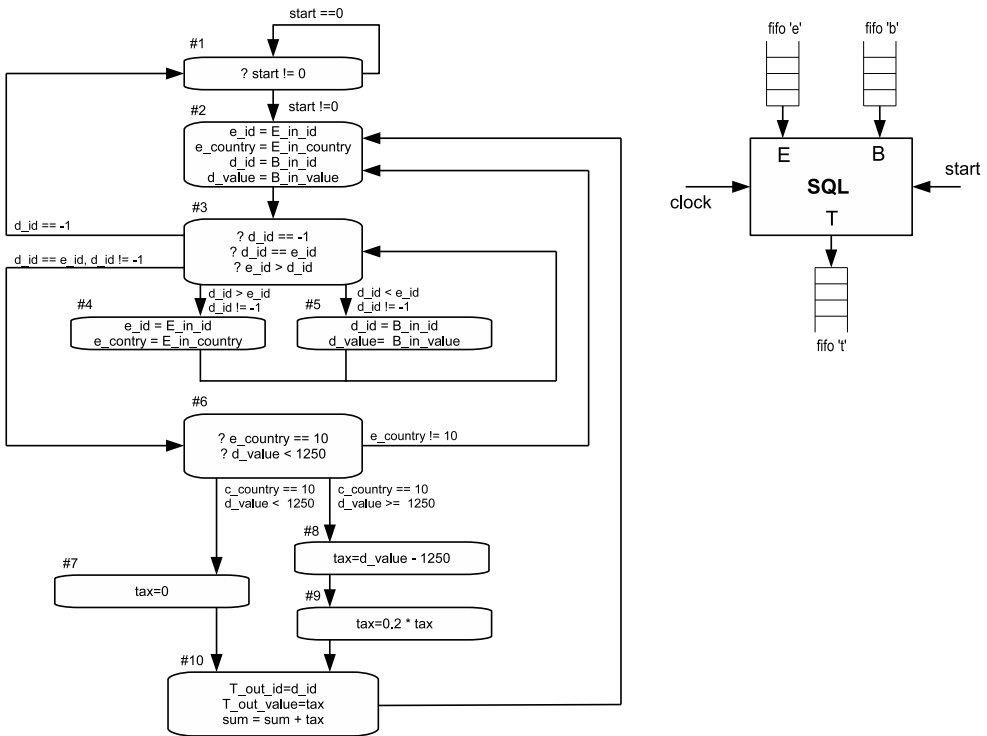 start ==0
#1
? start != 0
start !=0
#2
e_id = E_in_id
e_country = E_in_country
d_id = B_in_id
d_value = B_in_value
#3
d_id == -1
? d_id == -1
? d_id == e_id
? e_id > d_id
d_id == e_id, d_id != -1
d_id > e_id
d_id != -1
d_id < e_id
d_id != -1
#4
e_id = E_in_id
e_contry = E_in_country
#5
d_id = B_in_id
d_value= B_in_value
#6
? e_country == 10
? d_value < 1250
e_country != 10
c_country == 10
d_value < 1250
c_country == 10
d_value >= 1250
#8
tax=d_value - 1250
#7
tax=0
#9
tax=0.2 * tax
#10
T_out_id=d_id
T_out_value=tax
sum = sum + tax
fifo 'e'
fifo 'b'
E
B
SQL
T
clock
start
fifo 't'